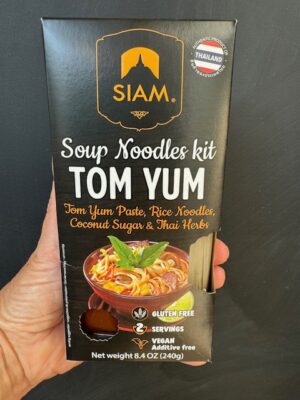 THAILAND
SIAM®
Soup Noodles kit
TOM YUM
Tom Yum Paste, Rice Noodles,
Coconut Sugar & Thai Herbs
GLUTEN FREE
2 SERVINGS
VEGAN
Additive free
Net weight 8.4 OZ (240g)